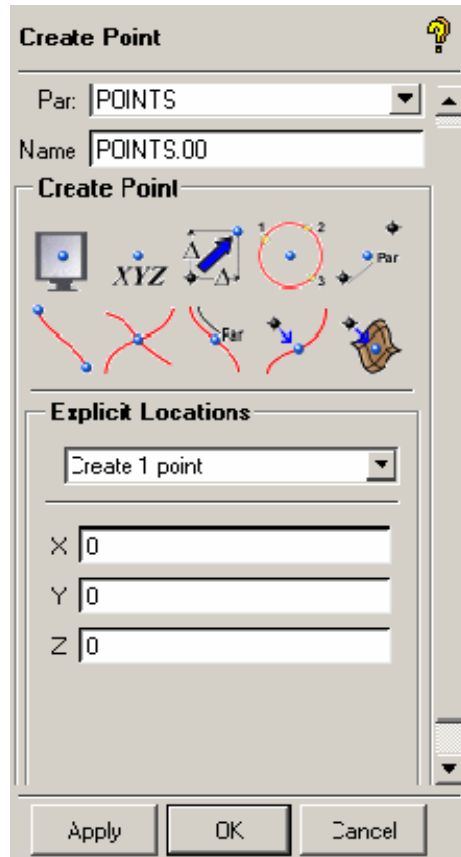 Create Point
Par: POINTS
Name POINTS.00
Create Point
1 2 3
XYZ Δ Δ Par
Par
Explicit Locations
Create 1 point
X 0
Y 0
Z 0
Apply OK Cancel